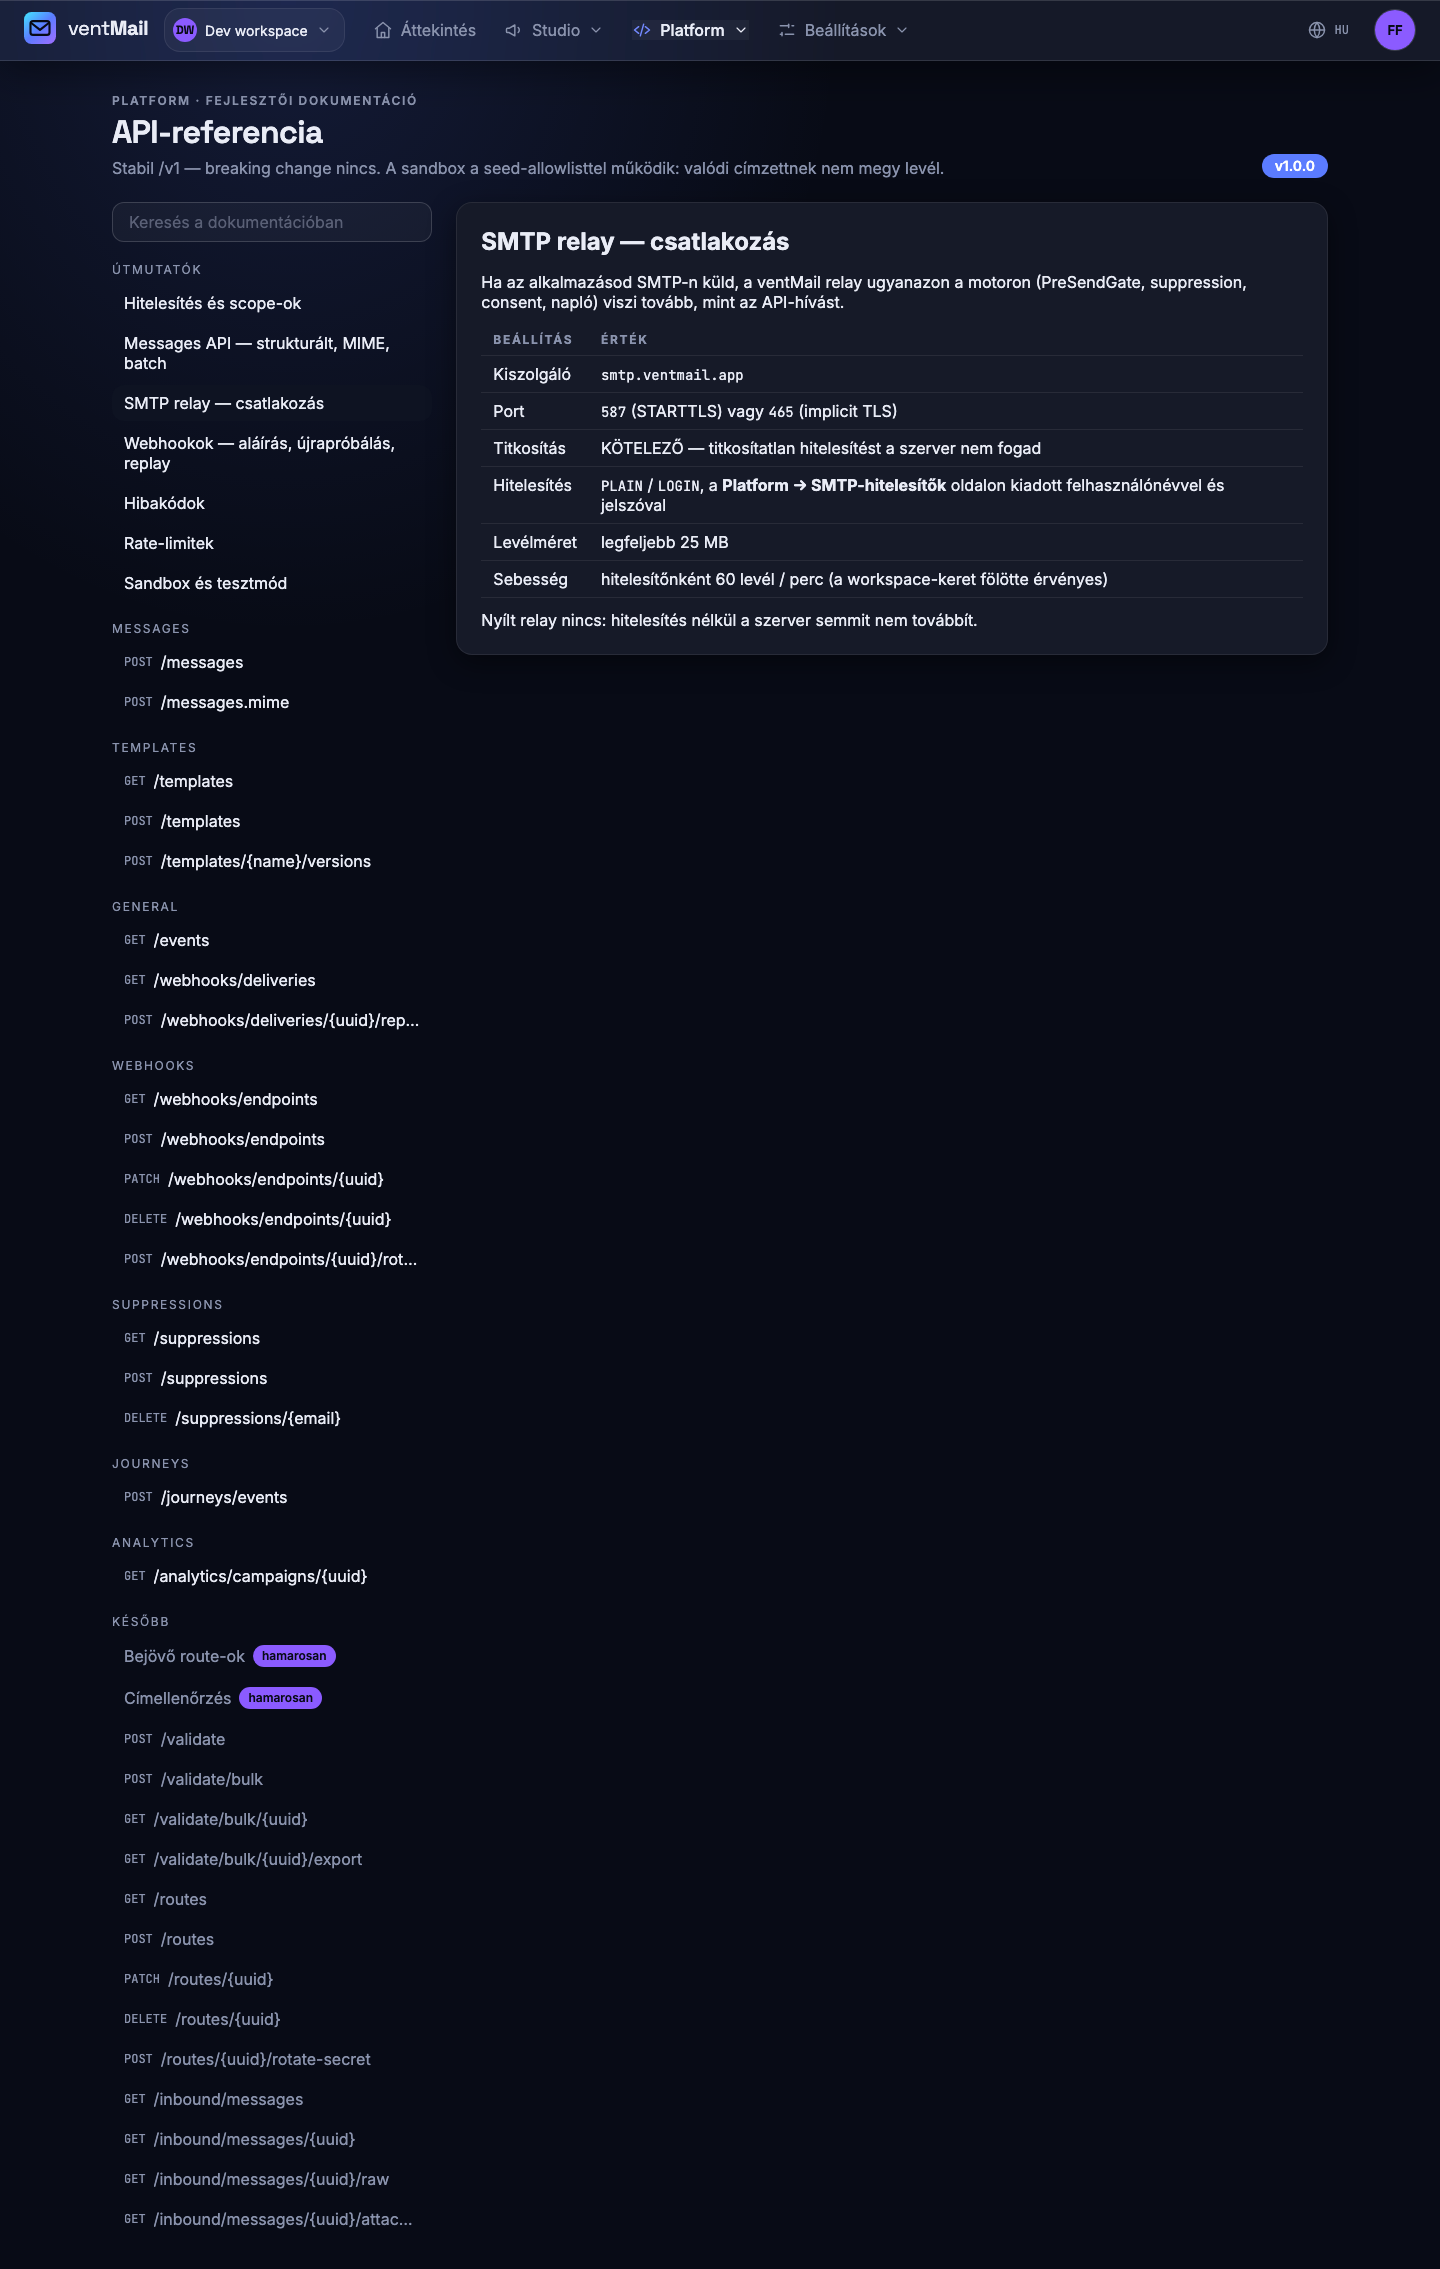 ventMail
DW Dev workspace
Áttekintés
Studio
Platform
Beállítások
HU
FF
PLATFORM · FEJLESZTŐI DOKUMENTÁCIÓ
API-referencia
Stabil /v1 — breaking change nincs. A sandbox a seed-allowlisttel működik: valódi címzettnek nem megy levél.
v1.0.0
Keresés a dokumentációban
ÚTMUTATÓK
Hitelesítés és scope-ok
Messages API — strukturált, MIME,
batch
SMTP relay — csatlakozás
Webhookok — aláírás, újrapróbálás,
replay
Hibakódok
Rate-limitek
Sandbox és tesztmód
MESSAGES
POST /messages
POST /messages.mime
TEMPLATES
GET /templates
POST /templates
POST /templates/{name}/versions
GENERAL
GET /events
GET /webhooks/deliveries
POST /webhooks/deliveries/{uuid}/rep...
WEBHOOKS
GET /webhooks/endpoints
POST /webhooks/endpoints
PATCH /webhooks/endpoints/{uuid}
DELETE /webhooks/endpoints/{uuid}
POST /webhooks/endpoints/{uuid}/rot...
SUPPRESSIONS
GET /suppressions
POST /suppressions
DELETE /suppressions/{email}
JOURNEYS
POST /journeys/events
ANALYTICS
GET /analytics/campaigns/{uuid}
KÉSŐBB
Bejövő route-ok hamarosan
Címellenőrzés hamarosan
POST /validate
POST /validate/bulk
GET /validate/bulk/{uuid}
GET /validate/bulk/{uuid}/export
GET /routes
POST /routes
PATCH /routes/{uuid}
DELETE /routes/{uuid}
POST /routes/{uuid}/rotate-secret
GET /inbound/messages
GET /inbound/messages/{uuid}
GET /inbound/messages/{uuid}/raw
GET /inbound/messages/{uuid}/attac...
SMTP relay — csatlakozás
Ha az alkalmazásod SMTP-n küld, a ventMail relay ugyanazon a motoron (PreSendGate, suppression,
consent, napló) viszi tovább, mint az API-hívást.
BEÁLLÍTÁS ÉRTÉK
Kiszolgáló smtp.ventmail.app
Port 587 (STARTTLS) vagy 465 (implicit TLS)
Titkosítás KÖTELEZŐ — titkosítatlan hitelesítést a szerver nem fogad
Hitelesítés PLAIN / LOGIN, a Platform → SMTP-hitelesítők oldalon kiadott felhasználónévvel és
jelszóval
Levélméret legfeljebb 25 MB
Sebesség hitelesítőnként 60 levél / perc (a workspace-keret fölötte érvényes)
Nyílt relay nincs: hitelesítés nélkül a szerver semmit nem továbbít.